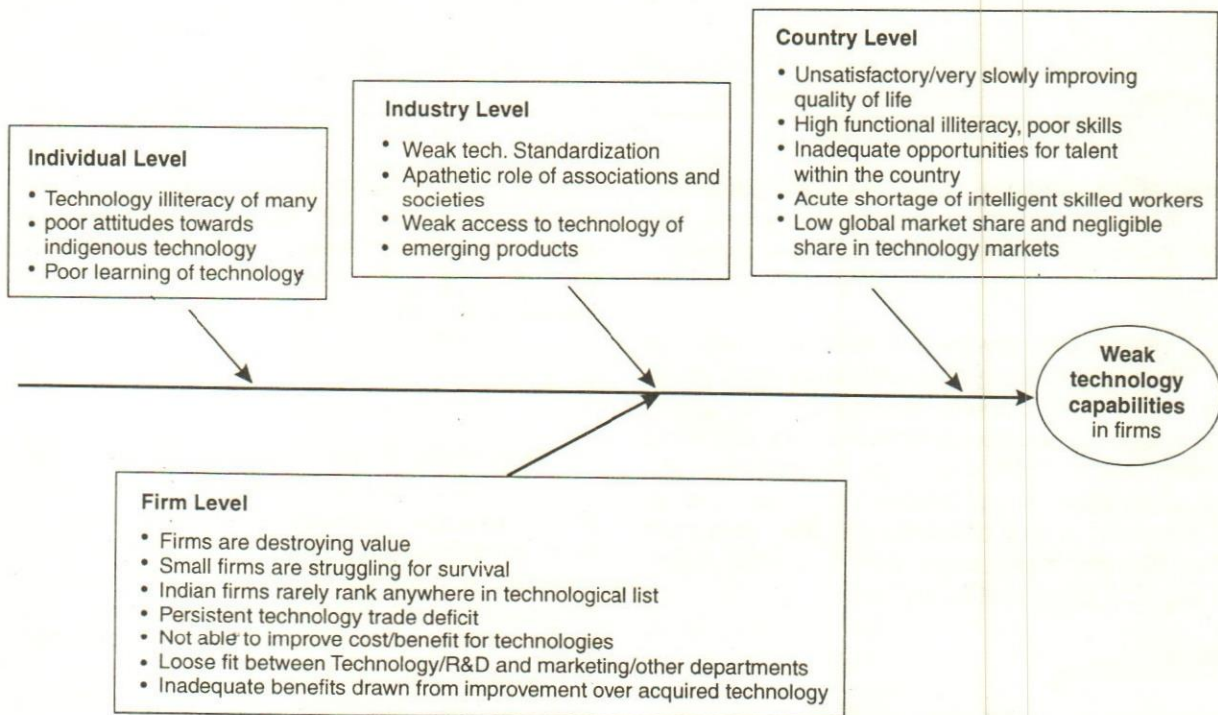 Individual Level
• Technology illiteracy of many
• poor attitudes towards
indigenous technology
• Poor learning of technology
Industry Level
• Weak tech. Standardization
• Apathetic role of associations and
societies
• Weak access to technology of
• emerging products
Country Level
• Unsatisfactory/very slowly improving
quality of life
• High functional illiteracy, poor skills
• Inadequate opportunities for talent
within the country
• Acute shortage of intelligent skilled workers
• Low global market share and negligible
share in technology markets
Weak
technology
capabilities
in firms
Firm Level
• Firms are destroying value
• Small firms are struggling for survival
• Indian firms rarely rank anywhere in technological list
• Persistent technology trade deficit
• Not able to improve cost/benefit for technologies
• Loose fit between Technology/R&D and marketing/other departments
• Inadequate benefits drawn from improvement over acquired technology